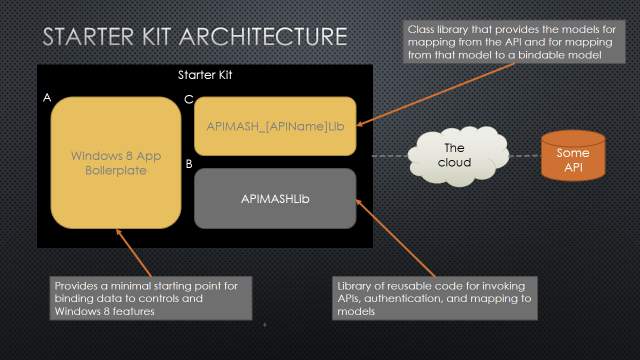 STARTER KIT ARCHITECTURE
Class library that provides the models for
mapping from the API and for mapping
from that model to a bindable model
Starter Kit
A
Windows 8 App
Boilerplate
C
APIMASH_[APIName]Lib
B
APIMASHLib
The
cloud
Some
API
Provides a minimal starting point for
binding data to controls and
Windows 8 features
Library of reusable code for invoking
APIs, authentication, and mapping to
models